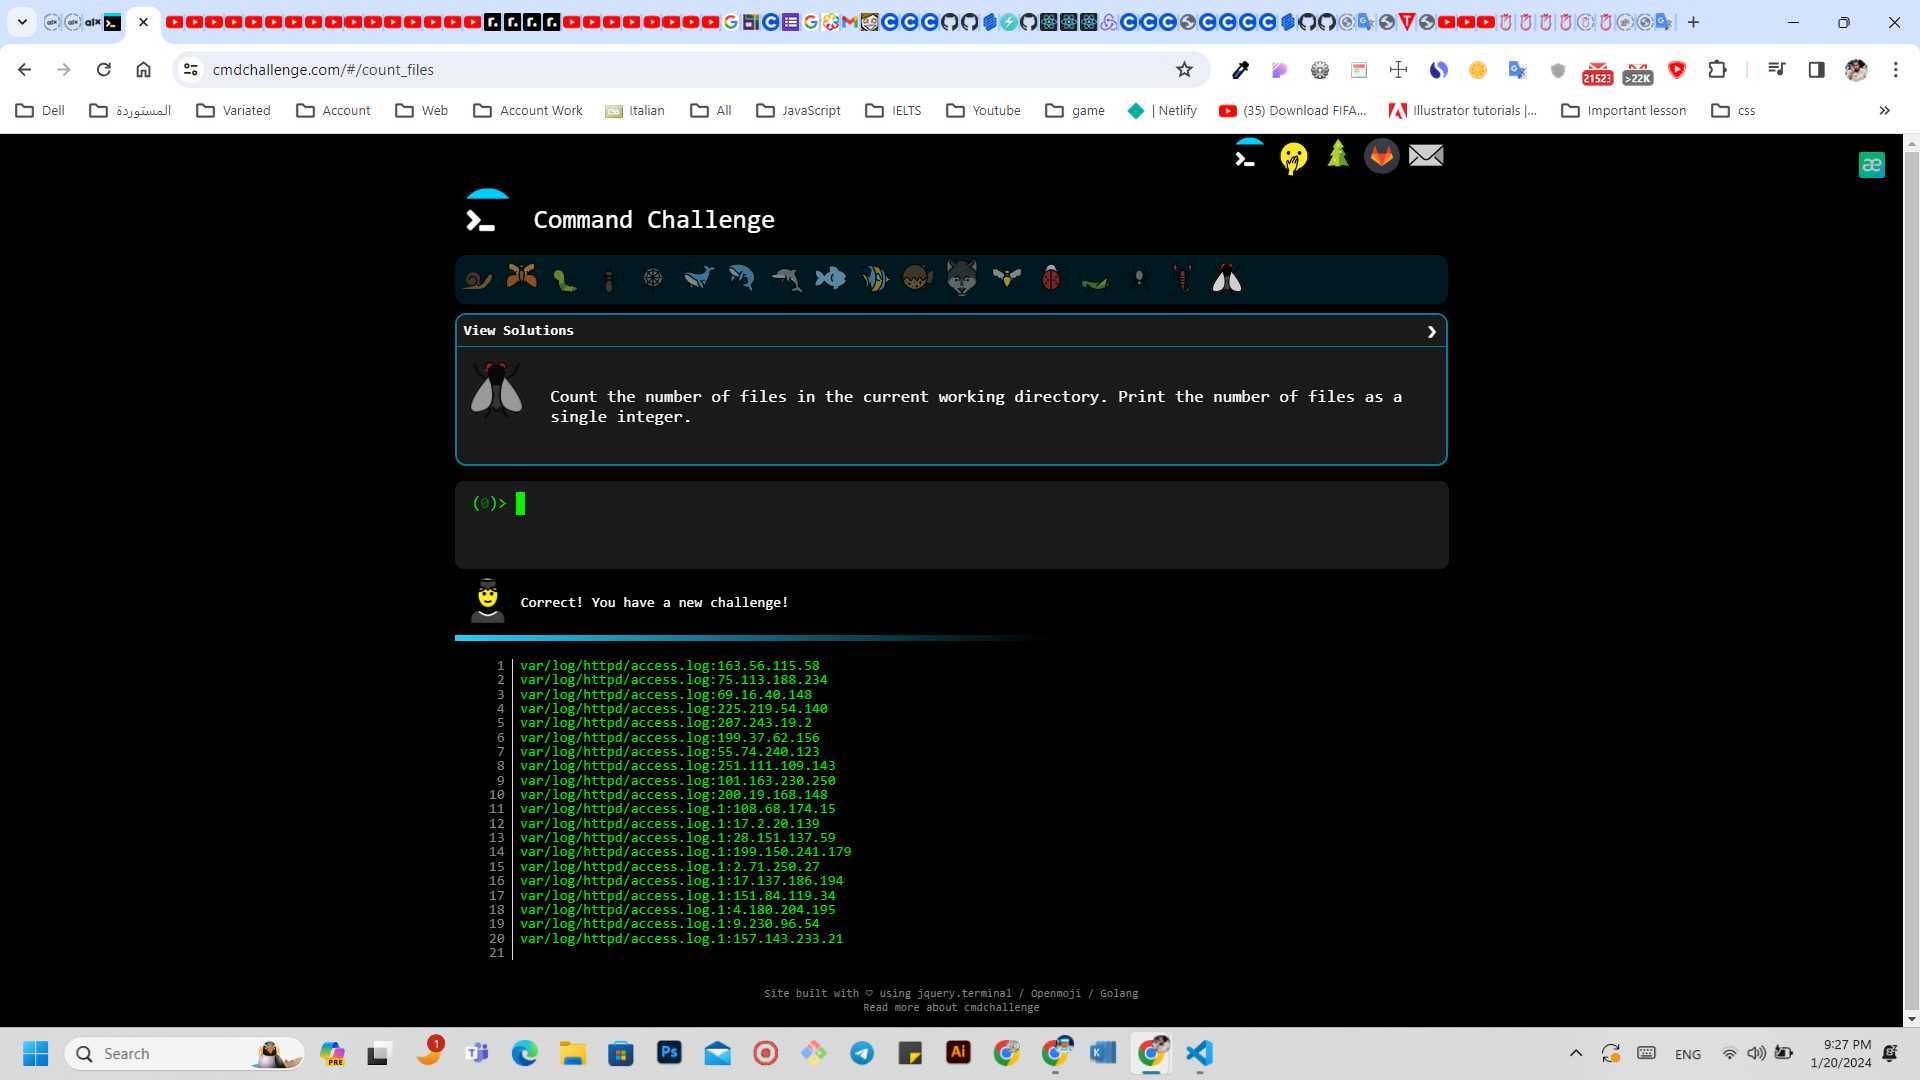 cmdchallenge.com/#/count_files
21523
>22K
Dell
المستوردة
Variated
Account
Web
Account Work
Italian
All
JavaScript
IELTS
Youtube
game
| Netlify
(35) Download FIFA...
Illustrator tutorials |...
Important lesson
css
»
æ
Command Challenge
View Solutions
Count the number of files in the current working directory. Print the number of files as a
single integer.
(0)>
Correct! You have a new challenge!
1 var/log/httpd/access.log:163.56.115.58
2 var/log/httpd/access.log:75.113.188.234
3 var/log/httpd/access.log:69.16.40.148
4 var/log/httpd/access.log:225.219.54.140
5 var/log/httpd/access.log:207.243.19.2
6 var/log/httpd/access.log:199.37.62.156
7 var/log/httpd/access.log:55.74.240.123
8 var/log/httpd/access.log:251.111.109.143
9 var/log/httpd/access.log:101.163.230.250
10 var/log/httpd/access.log:200.19.168.148
11 var/log/httpd/access.log.1:108.68.174.15
12 var/log/httpd/access.log.1:17.2.20.139
13 var/log/httpd/access.log.1:28.151.137.59
14 var/log/httpd/access.log.1:199.150.241.179
15 var/log/httpd/access.log.1:2.71.250.27
16 var/log/httpd/access.log.1:17.137.186.194
17 var/log/httpd/access.log.1:151.84.119.34
18 var/log/httpd/access.log.1:4.180.204.195
19 var/log/httpd/access.log.1:9.230.96.54
20 var/log/httpd/access.log.1:157.143.233.21
21
Site built with ♡ using jquery.terminal / Openmoji / Golang
Read more about cmdchallenge
Search
PRE
1
Ps
Ai
ENG
9:27 PM
1/20/2024